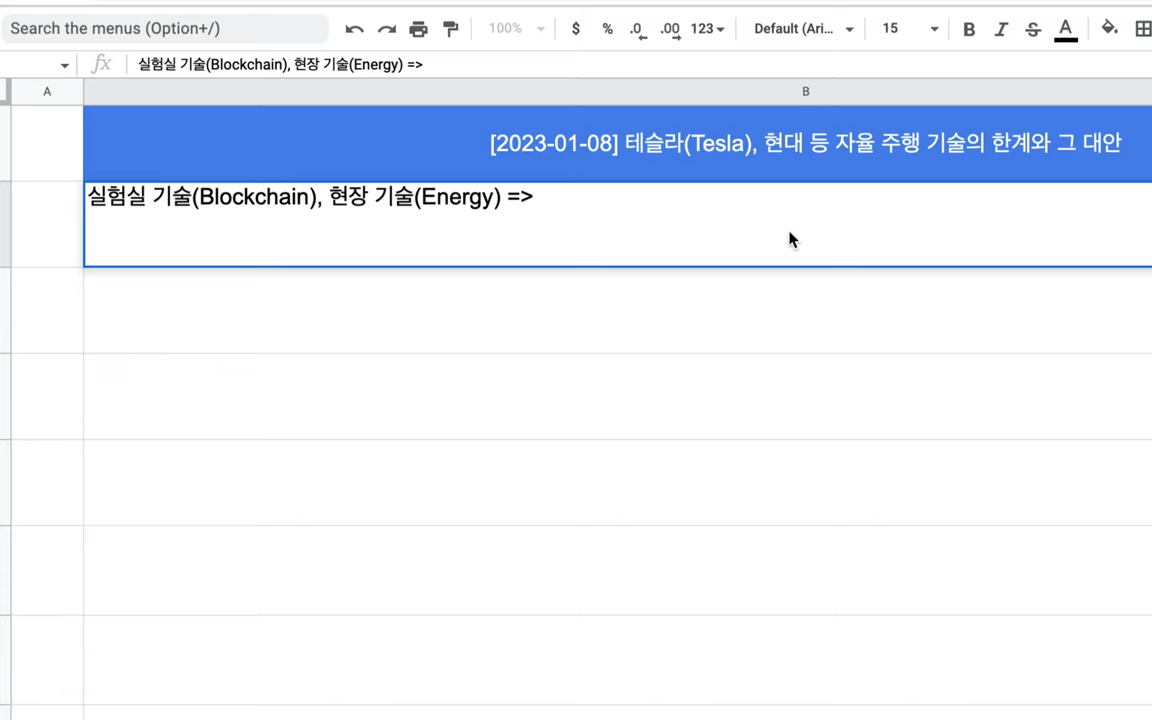 Search the menus (Option+/) 100% $ % .0 .00 123 Default (Ari... 15 B I S A
fx 실험실 기술(Blockchain), 현장 기술(Energy) =>
A B
[2023-01-08] 테슬라(Tesla), 현대 등 자율 주행 기술의 한계와 그 대안
실험실 기술(Blockchain), 현장 기술(Energy) =>